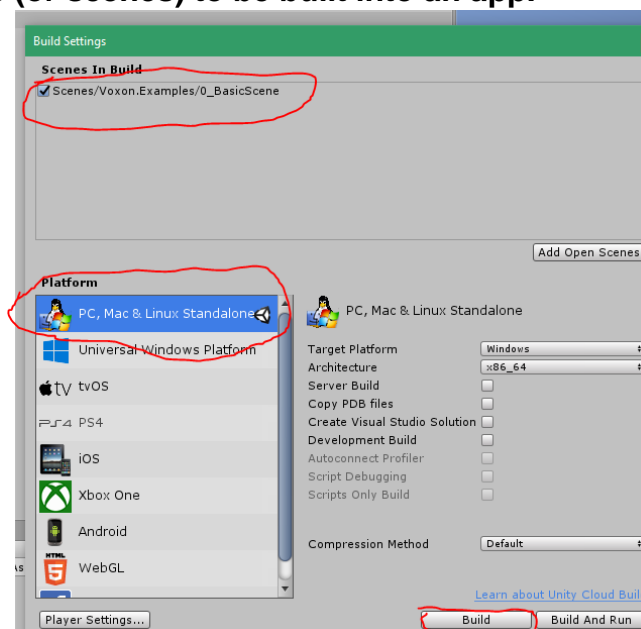 (or Scenes) to be built into an app.
Build Settings
Scenes In Build
Scenes/Voxon.Examples/0_BasicScene
Add Open Scenes
Platform
PC, Mac & Linux Standalone
Universal Windows Platform
tv tvOS
PS4 PS4
iOS
Xbox One
Android
HTML
5 WebGL
PC, Mac & Linux Standalone
Target Platform Windows
Architecture x86_64
Server Build
Copy PDB files
Create Visual Studio Solution
Development Build
Autoconnect Profiler
Script Debugging
Scripts Only Build
Compression Method Default
Learn about Unity Cloud Buil
Player Settings...
Build
Build And Run